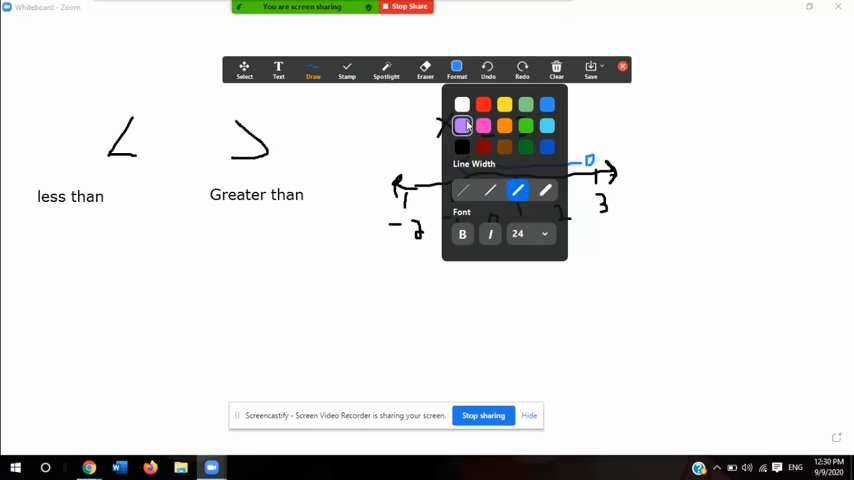 Whiteboard - Zoom
You are screen sharing
Stop Share
Select
Text
Draw
Stamp
Spotlight
Eraser
Format
Undo
Redo
Clear
Save
< >
less than
Greater than
Line Width
Font
B I 24
-2
3
Screencastify - Screen Video Recorder is sharing your screen.
Stop sharing
Hide
ENG
12:30 PM
9/9/2020